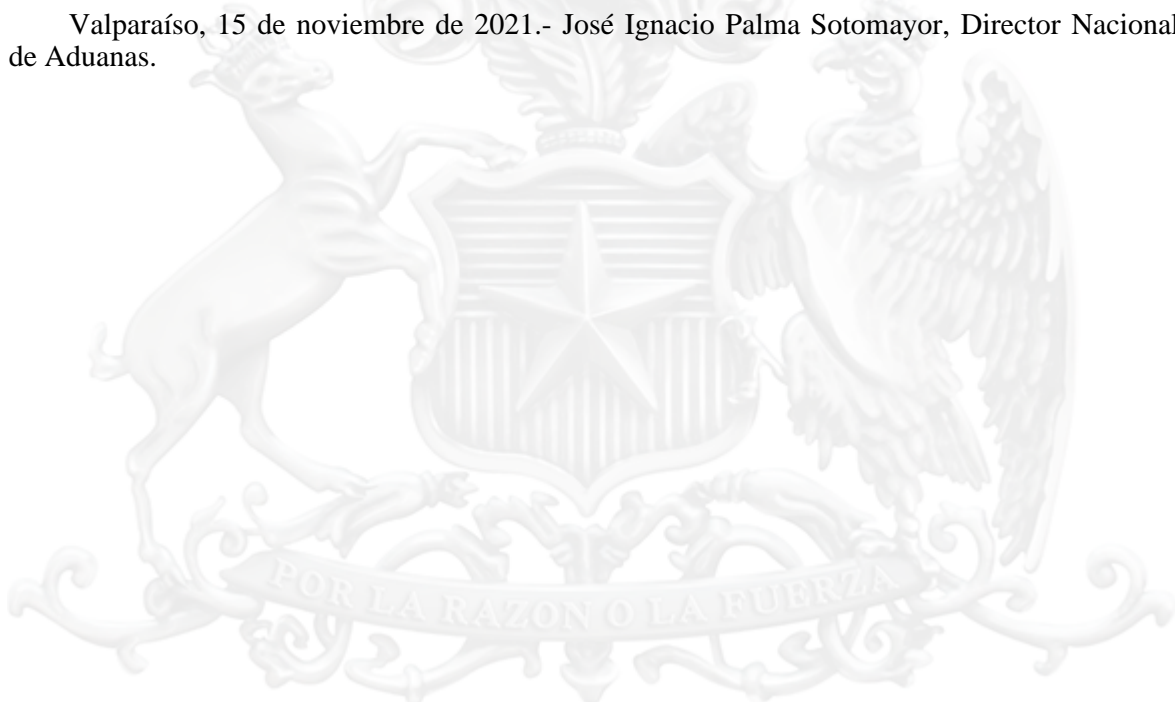 Valparaíso, 15 de noviembre de 2021.- José Ignacio Palma Sotomayor, Director Nacional
de Aduanas.
POR LA RAZON O LA FUERZA